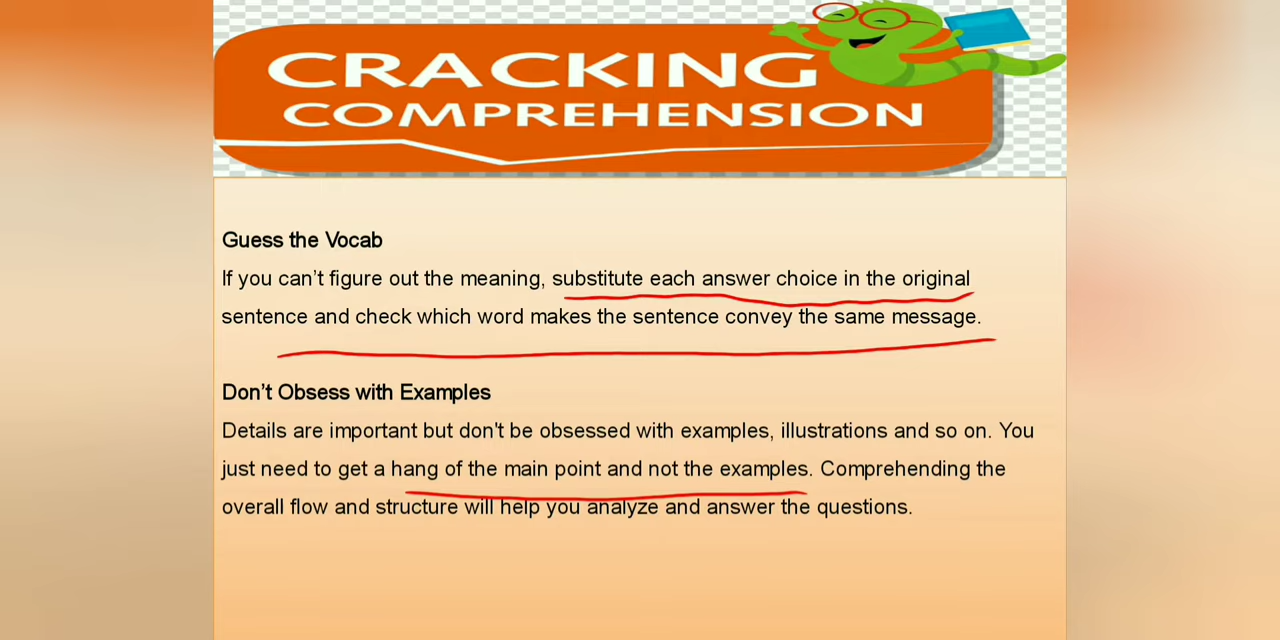 CRACKING
COMPREHENSION
Guess the Vocab
If you can’t figure out the meaning, substitute each answer choice in the original
sentence and check which word makes the sentence convey the same message.
Don’t Obsess with Examples
Details are important but don't be obsessed with examples, illustrations and so on. You
just need to get a hang of the main point and not the examples. Comprehending the
overall flow and structure will help you analyze and answer the questions.